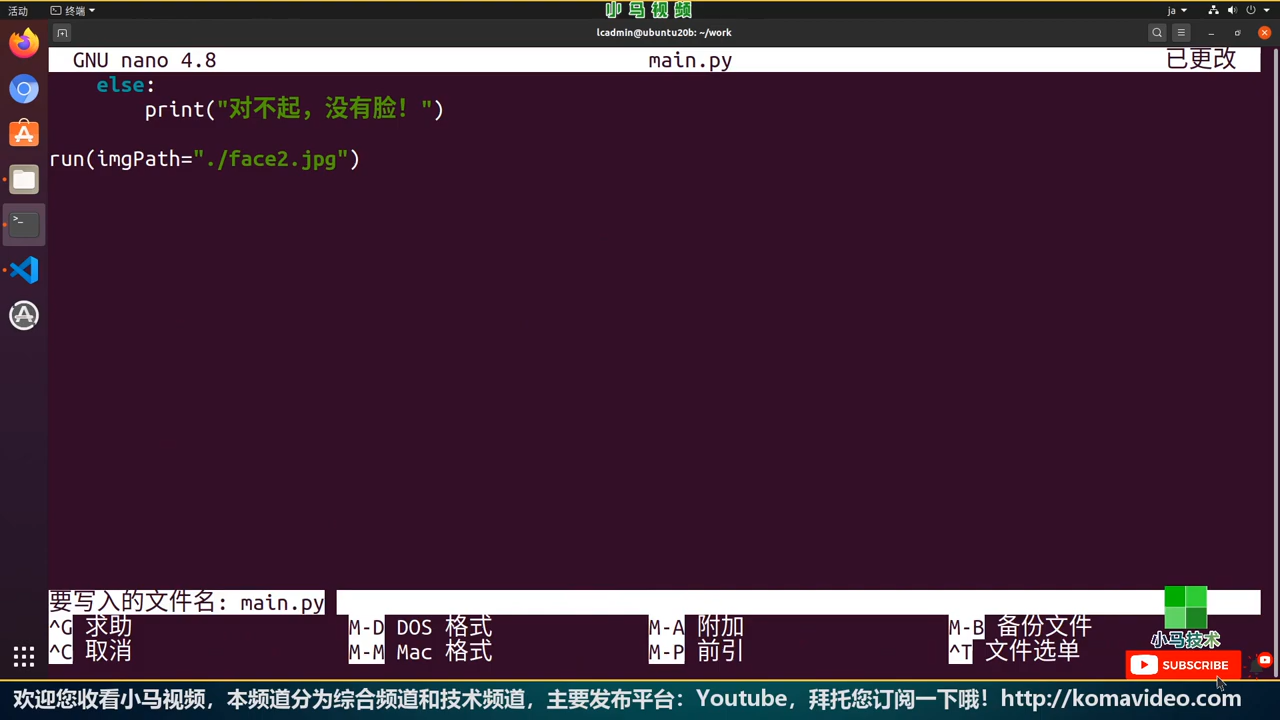 小马视频
活动 终端 ja
lcadmin@ubuntu20b: ~/work
GNU nano 4.8 main.py 已更改
else:
print("对不起，没有脸！")
run(imgPath="./face2.jpg")
要写入的文件名: main.py
^G 求助 M-D DOS 格式 M-A 附加 M-B 备份文件
^C 取消 M-M Mac 格式 M-P 前引 ^T 文件选单
小马技术
SUBSCRIBE
欢迎您收看小马视频，本频道分为综合频道和技术频道，主要发布平台：Youtube，拜托您订阅一下哦！http://komavideo.com